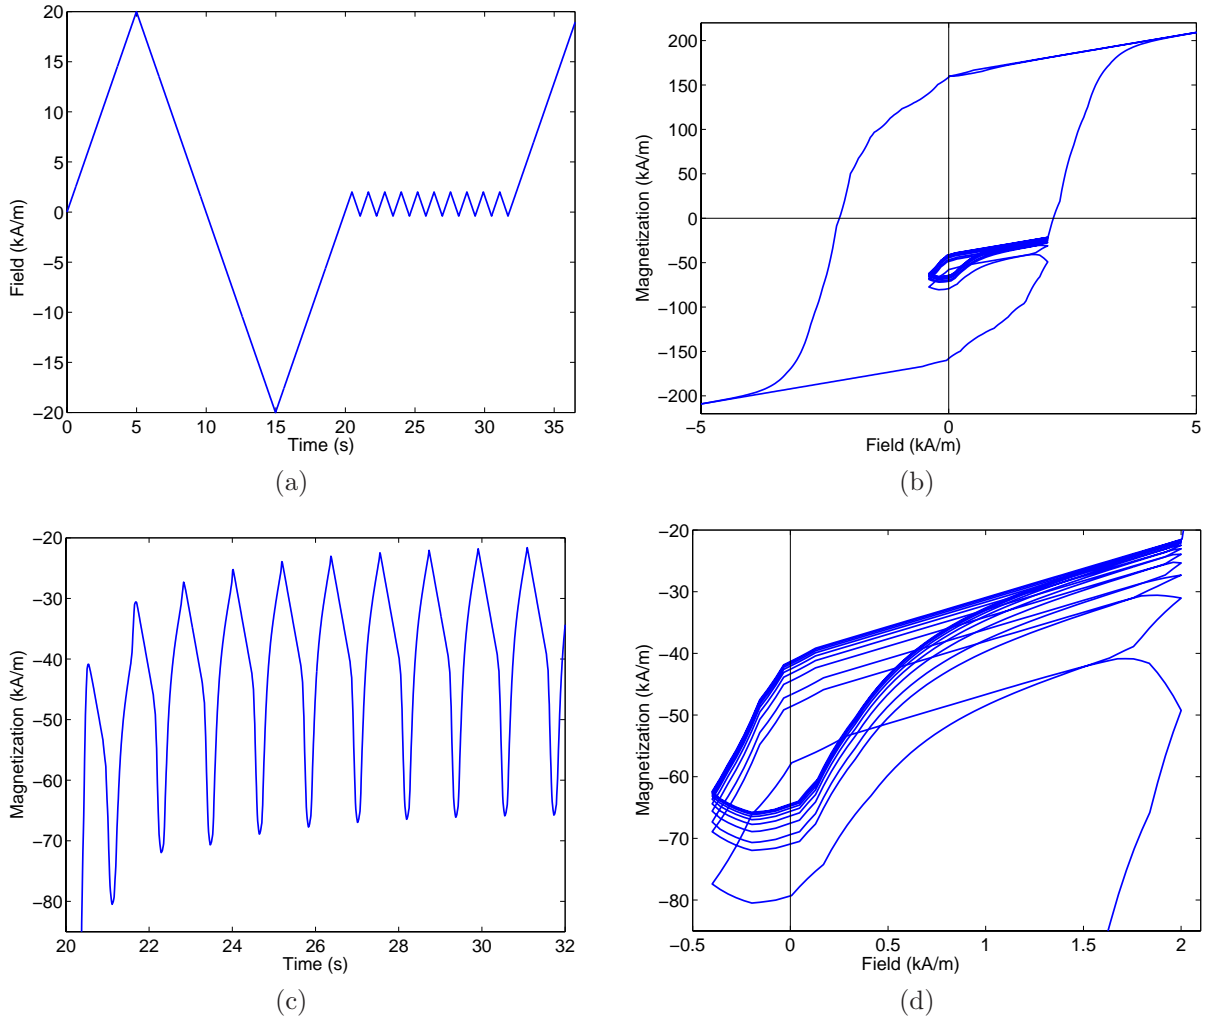 20
15
10
5
0
−5
−10
−15
−20
0 5 10 15 20 25 30 35
Time (s)
Field (kA/m)
(a)
200
150
100
50
0
−50
−100
−150
−200
−5 0 5
Field (kA/m)
Magnetization (kA/m)
(b)
−20
−30
−40
−50
−60
−70
−80
20 22 24 26 28 30 32
Time (s)
Magnetization (kA/m)
(c)
−20
−30
−40
−50
−60
−70
−80
−0.5 0 0.5 1 1.5 2
Field (kA/m)
Magnetization (kA/m)
(d)